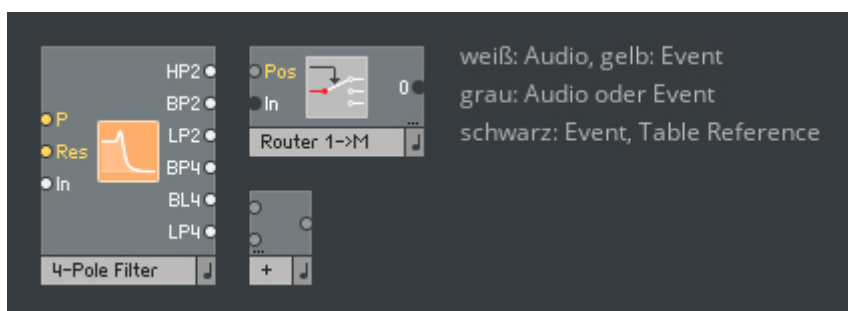 HP2
BP2
LP2
BP4
BL4
LP4
P
Res
In
4-Pole Filter
Pos
In
0
...
Router 1->M
...
+
weiß: Audio, gelb: Event
grau: Audio oder Event
schwarz: Event, Table Reference